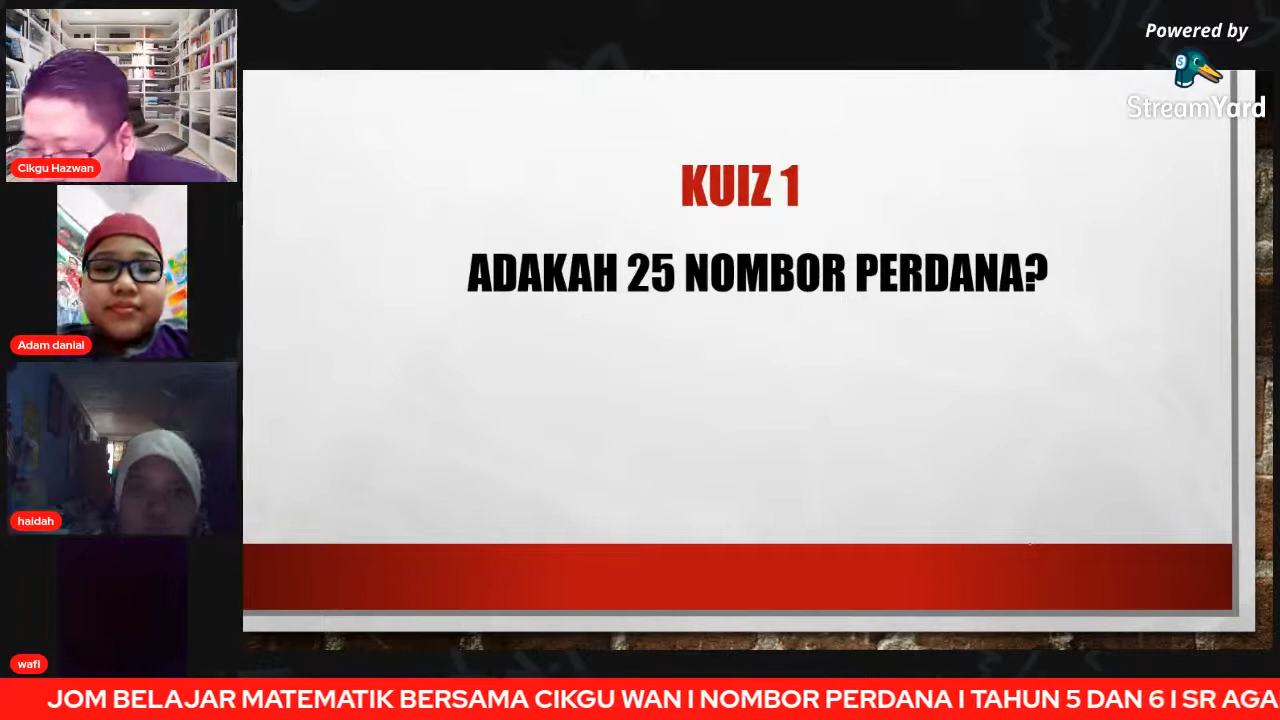 Powered by
StreamYard
KUIZ 1
ADAKAH 25 NOMBOR PERDANA?
Cikgu Hazwan
Adam danial
haidah
wafi
JOM BELAJAR MATEMATIK BERSAMA CIKGU WAN I NOMBOR PERDANA I TAHUN 5 DAN 6 I SR AGA